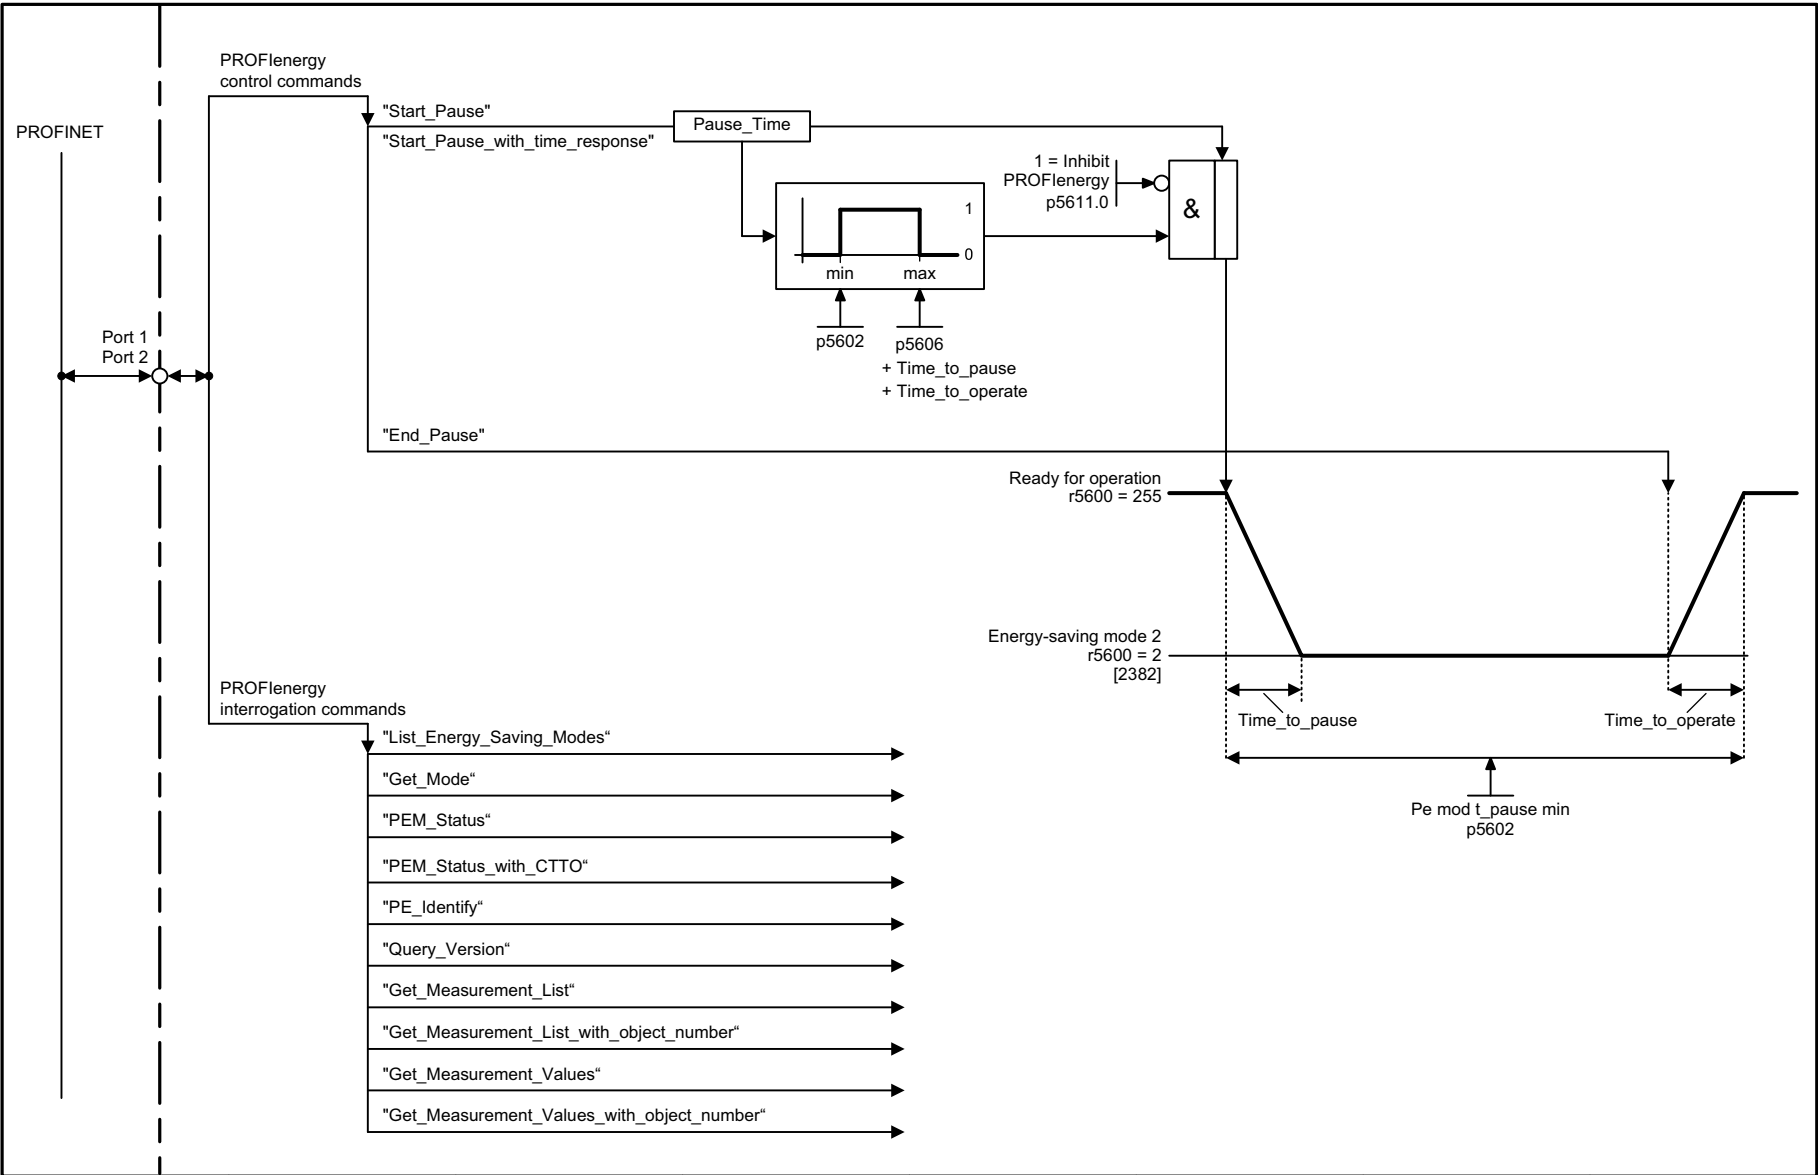 PROFINET
Port 1
Port 2
PROFIenergy
control commands
"Start_Pause"
"Start_Pause_with_time_response"
Pause_Time
1 = Inhibit
PROFIenergy
p5611.0
&
1
0
min
max
p5602
p5606
+ Time_to_pause
+ Time_to_operate
"End_Pause"
Ready for operation
r5600 = 255
Energy-saving mode 2
r5600 = 2
[2382]
Time_to_pause
Time_to_operate
Pe mod t_pause min
p5602
PROFIenergy
interrogation commands
"List_Energy_Saving_Modes“
"Get_Mode“
"PEM_Status“
"PEM_Status_with_CTTO“
"PE_Identify“
"Query_Version“
"Get_Measurement_List“
"Get_Measurement_List_with_object_number“
"Get_Measurement_Values“
"Get_Measurement_Values_with_object_number“